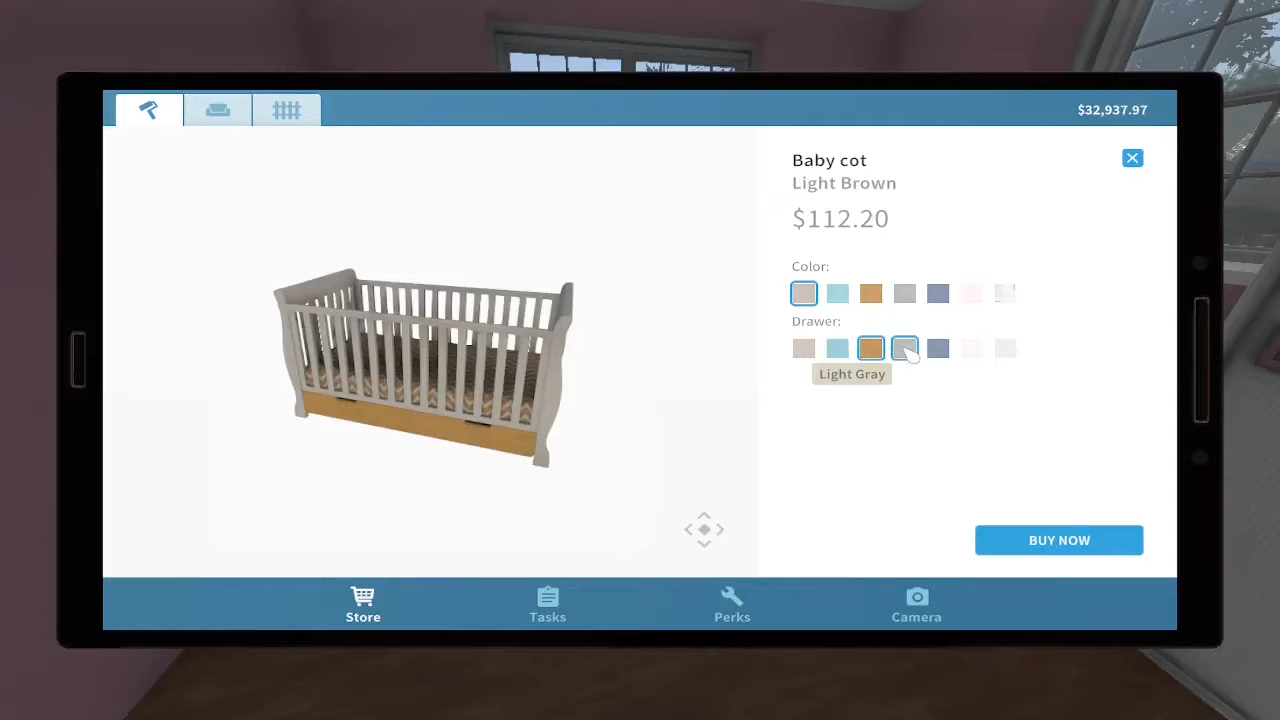 $32,937.97
Baby cot
Light Brown
$112.20
Color:
Drawer:
Light Gray
BUY NOW
Store
Tasks
Perks
Camera